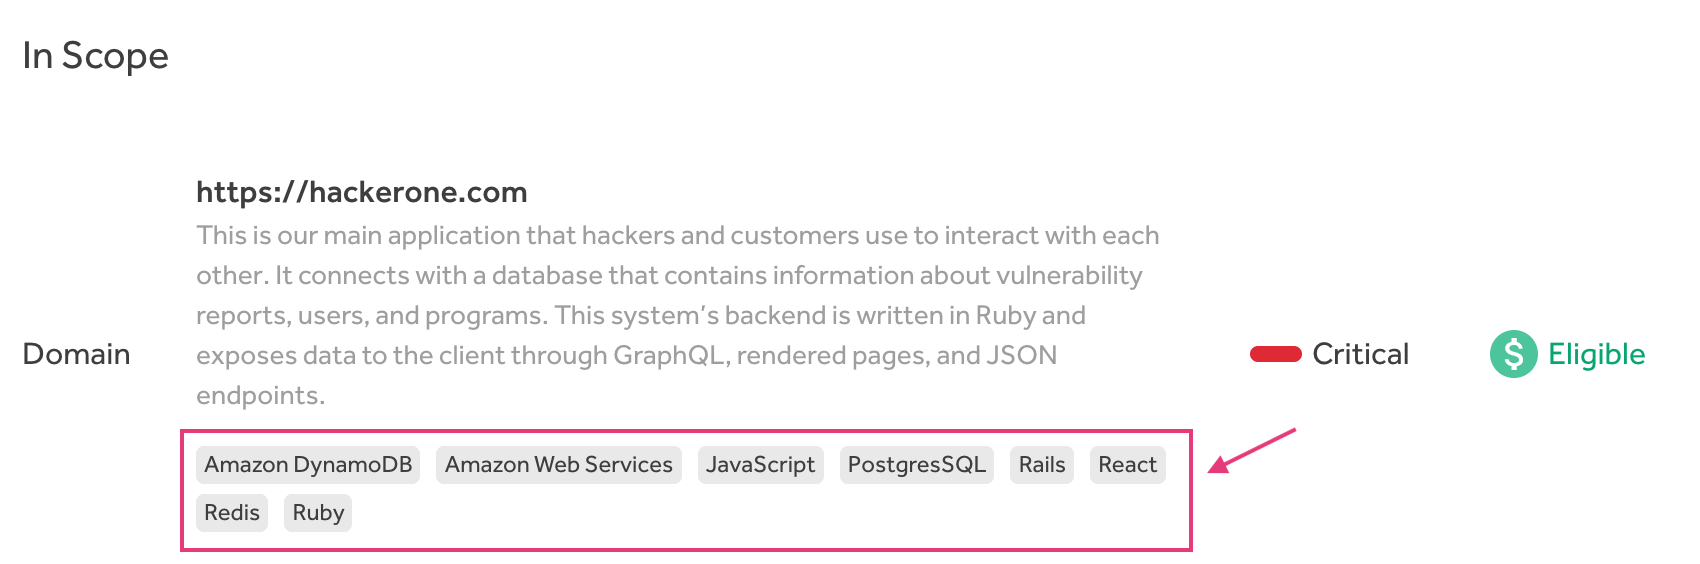 In Scope
https://hackerone.com
This is our main application that hackers and customers use to interact with each
other. It connects with a database that contains information about vulnerability
reports, users, and programs. This system's backend is written in Ruby and
exposes data to the client through GraphQL, rendered pages, and JSON
endpoints.
Domain
Critical
$ Eligible
Amazon DynamoDB Amazon Web Services JavaScript PostgresSQL Rails React
Redis Ruby